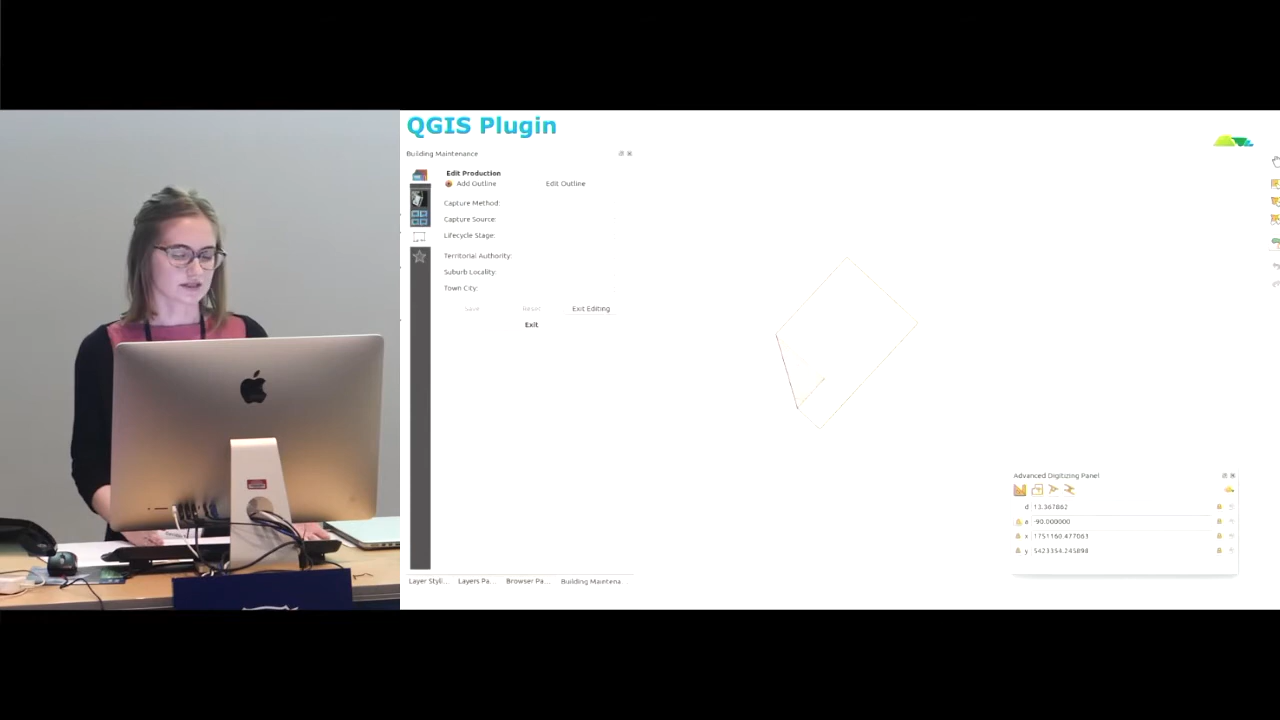 QGIS Plugin
Building Maintenance
Edit Production
Add Outline Edit Outline
Capture Method:
Capture Source:
Lifecycle Stage:
Territorial Authority:
Suburb Locality:
Town City:
Save Reset Exit Editing
Exit
Advanced Digitizing Panel
d 13.367862
a -90.000000
x 1751160.477061
y 5423354.245898
Layer Styli... Layers Pa... Browser Pa... Building Maintena...